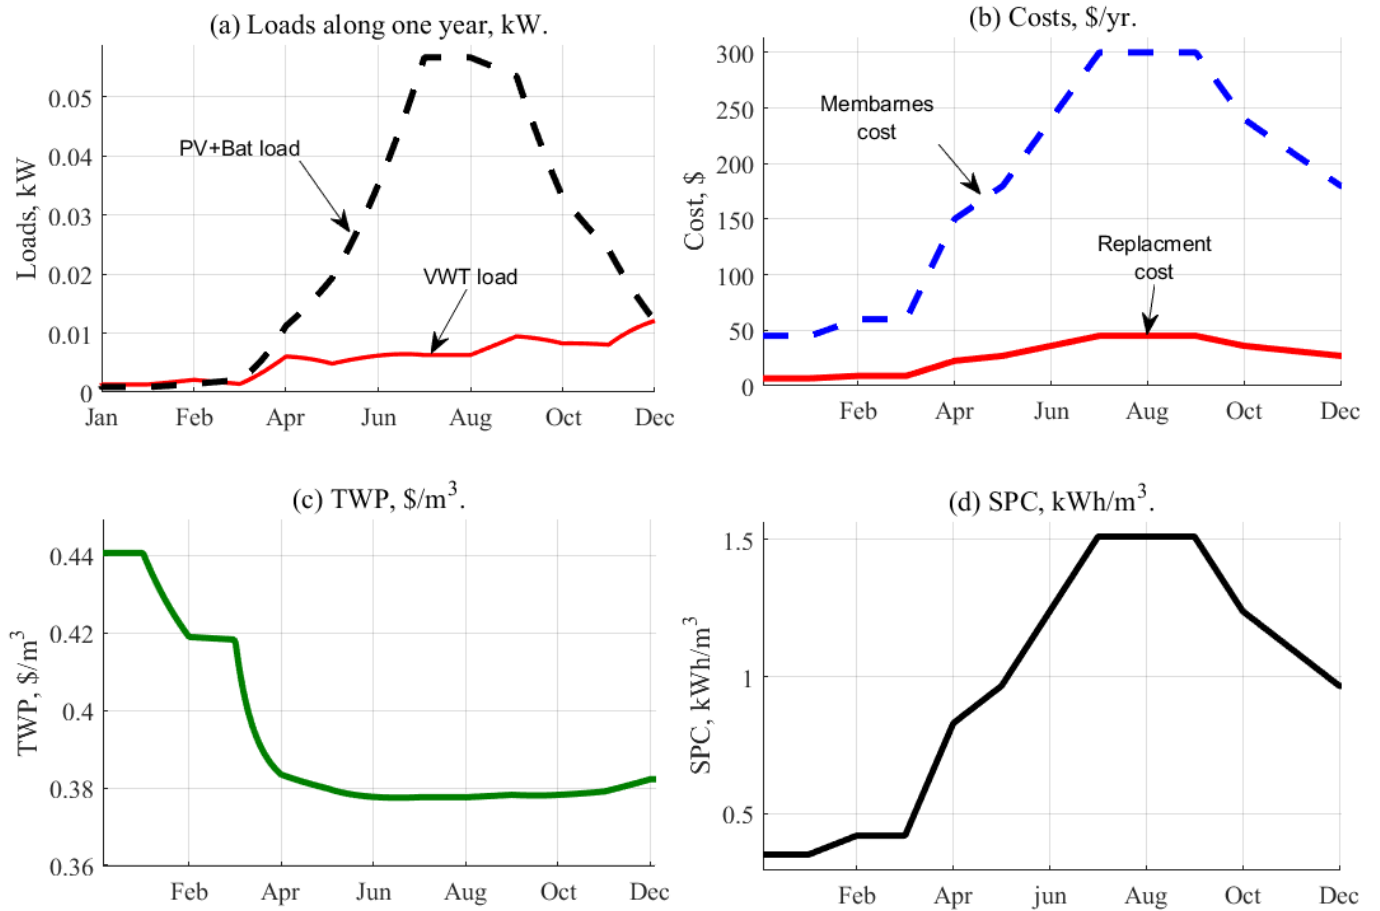 (a) Loads along one year, kW.
Loads, kW
0.05
0.04
0.03
0.02
0.01
0
PV+Bat load
VWT load
Jan Feb Apr Jun Aug Oct Dec
(b) Costs, $/yr.
Cost, $
300
250
200
150
100
50
0
Membarnes
cost
Replacment
cost
Feb Apr Jun Aug Oct Dec
(c) TWP, $/m³.
TWP, $/m³
0.44
0.42
0.4
0.38
0.36
Feb Apr Jun Aug Oct Dec
(d) SPC, kWh/m³.
SPC, kWh/m³
1.5
1
0.5
Feb Apr jun Aug Oct Dec